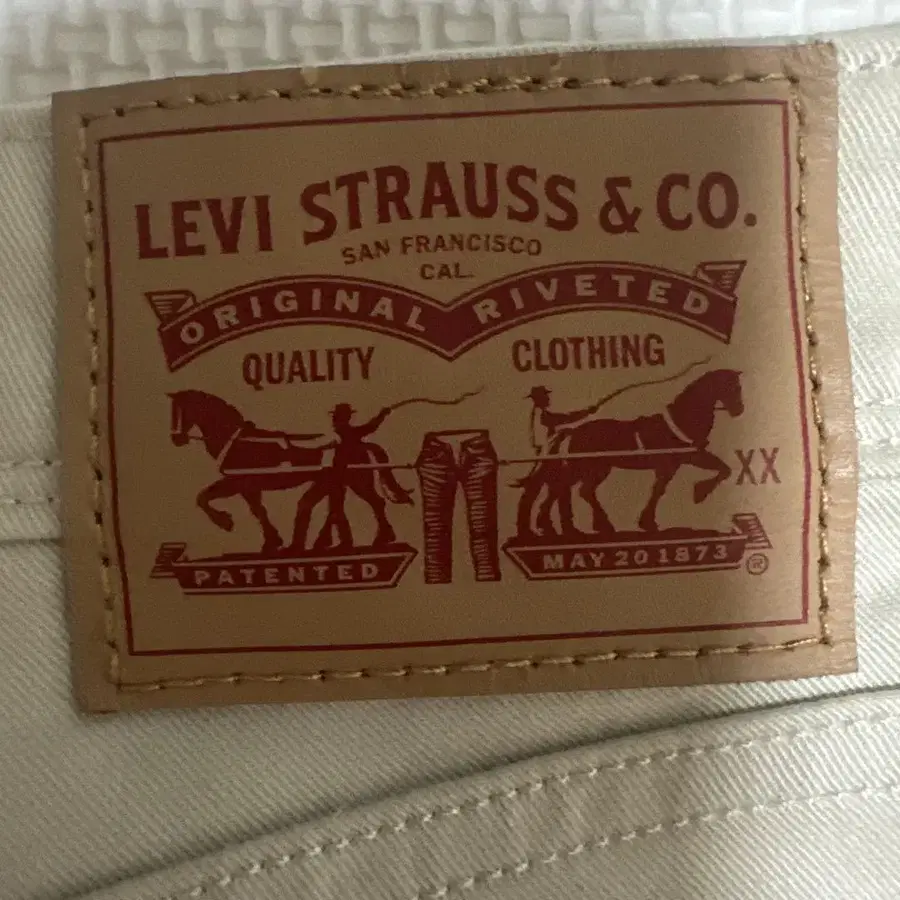 LEVI STRAUSS & CO.
SAN FRANCISCO
CAL.
ORIGINAL RIVETED
QUALITY CLOTHING
XX
PATENTED MAY 20 1873 ®